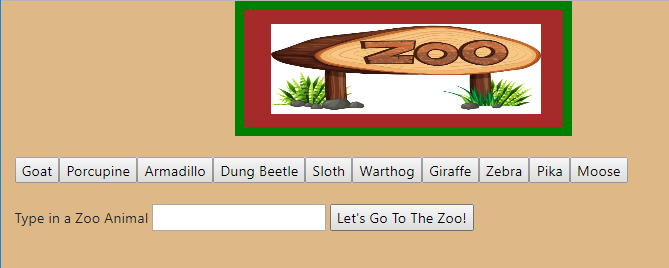 Zoo
Goat Porcupine Armadillo Dung Beetle Sloth Warthog Giraffe Zebra Pika Moose
Type in a Zoo Animal Let's Go To The Zoo!